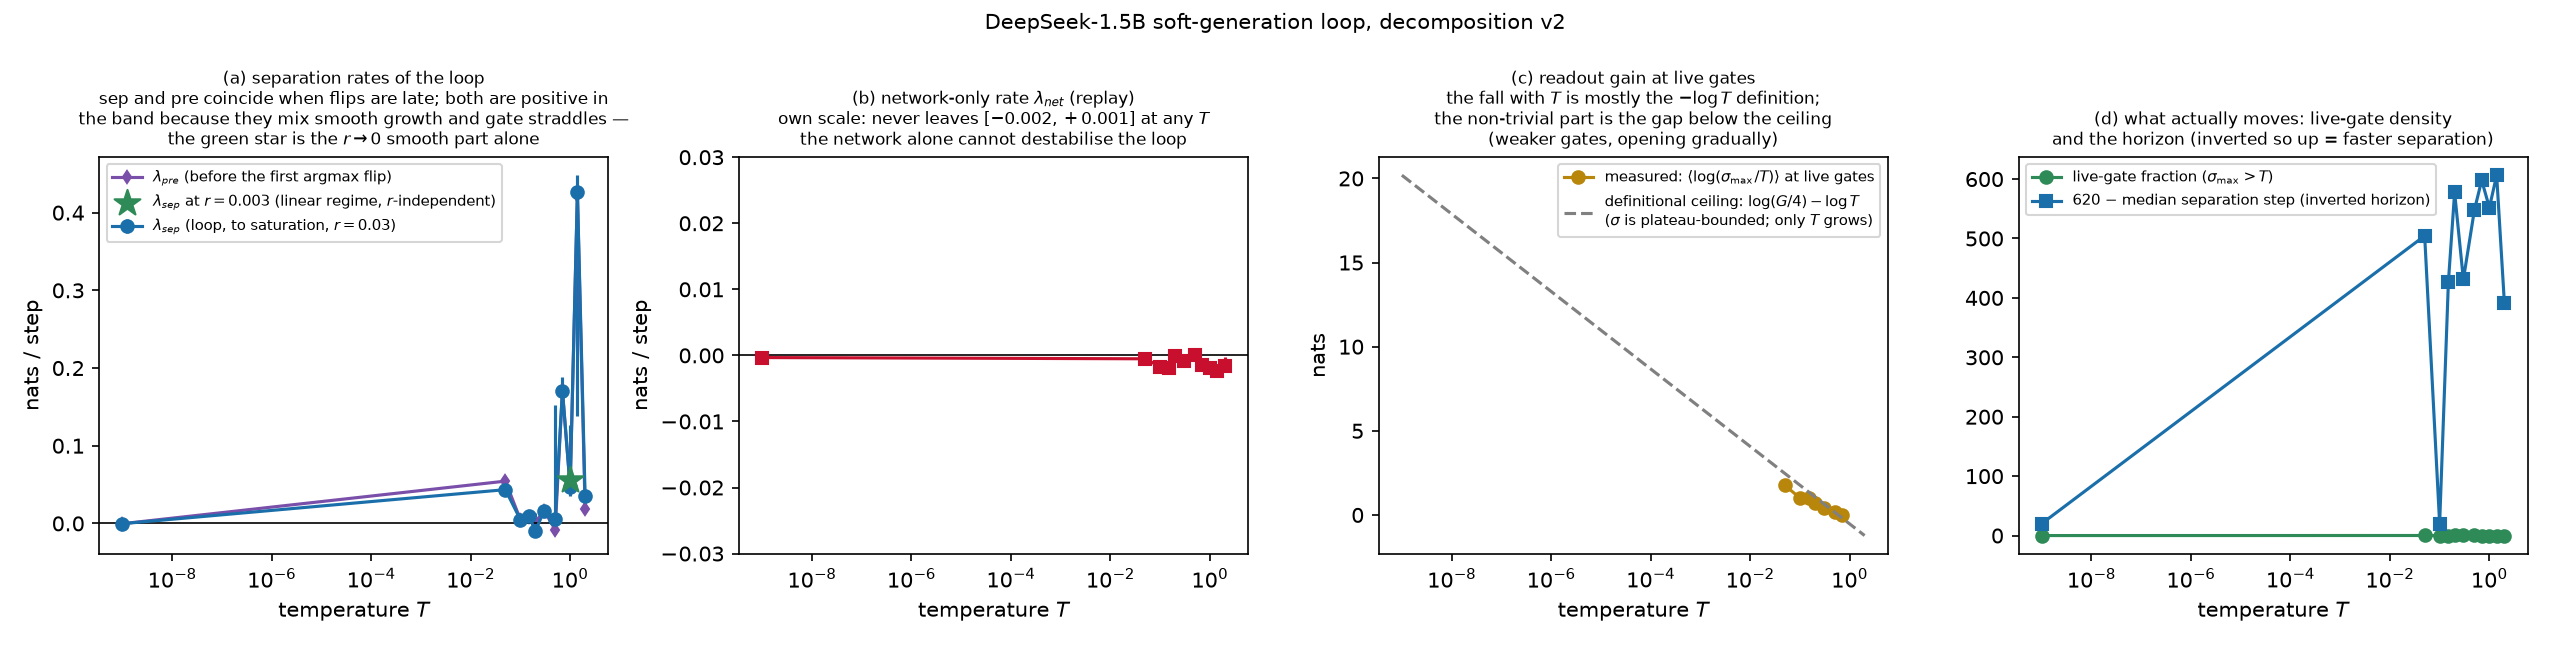 DeepSeek-1.5B soft-generation loop, decomposition v2
(a) separation rates of the loop
sep and pre coincide when flips are late; both are positive in
the band because they mix smooth growth and gate straddles —
the green star is the r → 0 smooth part alone
λ_pre (before the first argmax flip)
λ_sep at r = 0.003 (linear regime, r-independent)
λ_sep (loop, to saturation, r = 0.03)
nats / step
0.4
0.3
0.2
0.1
0.0
10⁻⁸
10⁻⁶
10⁻⁴
10⁻²
10⁰
temperature T
(b) network-only rate λ_net (replay)
own scale: never leaves [−0.002, +0.001] at any T
the network alone cannot destabilise the loop
nats / step
0.03
0.02
0.01
0.00
−0.01
−0.02
−0.03
10⁻⁸
10⁻⁶
10⁻⁴
10⁻²
10⁰
temperature T
(c) readout gain at live gates
the fall with T is mostly the −log T definition;
the non-trivial part is the gap below the ceiling
(weaker gates, opening gradually)
measured: ⟨log(σ_max/T)⟩ at live gates
definitional ceiling: log(G/4) − log T
(σ is plateau-bounded; only T grows)
nats
20
15
10
5
0
10⁻⁸
10⁻⁶
10⁻⁴
10⁻²
10⁰
temperature T
(d) what actually moves: live-gate density
and the horizon (inverted so up = faster separation)
live-gate fraction (σ_max > T)
620 − median separation step (inverted horizon)
600
500
400
300
200
100
0
10⁻⁸
10⁻⁶
10⁻⁴
10⁻²
10⁰
temperature T